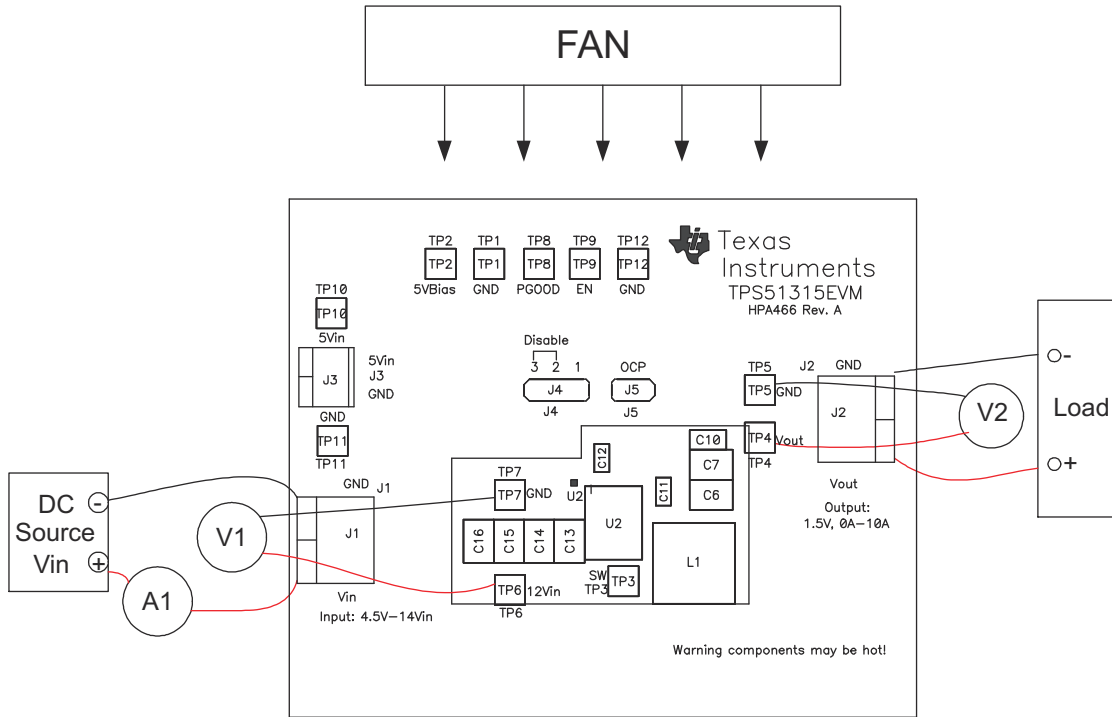 FAN
Texas
Instruments
TPS51315EVM
HPA466 Rev. A
TP2 TP1 TP8 TP9 TP12
TP2 TP1 TP8 TP9 TP12
5VBias GND PGOOD EN GND
TP10
TP10
5Vin
J3
5Vin
J3
GND
GND
TP11
TP11
Disable
3 2 1
J4
J4
OCP
J5
J5
TP5
TP5
GND
TP4
Vout
TP4
J2 GND
J2
Vout
Output:
1.5V, 0A-10A
V2
-
Load
+
DC
Source
Vin
-
+
V1
A1
GND J1
J1
Vin
Input: 4.5V-14Vin
TP7
TP7
GND
C16
C15
C14
C13
TP6
12Vin
TP6
C12
U2
1
U2
SW
TP3
TP3
C11
C10
C7
C6
L1
Warning components may be hot!